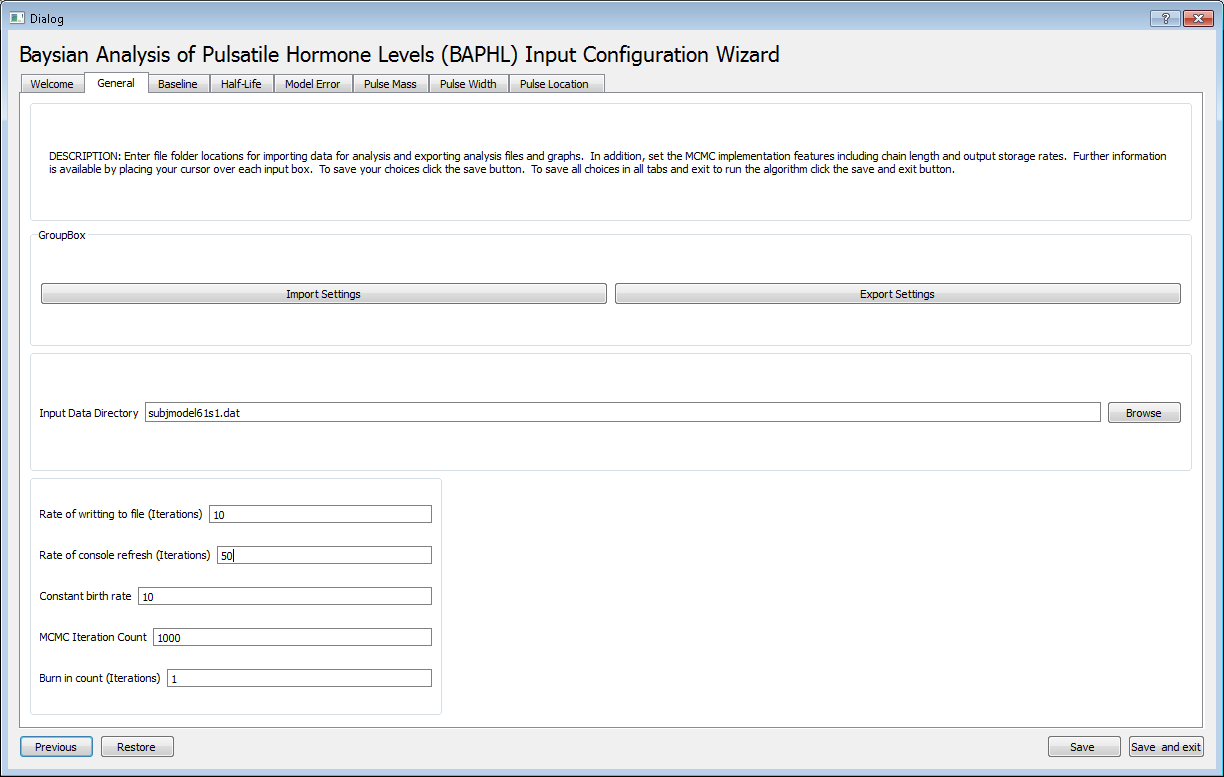 Dialog
Baysian Analysis of Pulsatile Hormone Levels (BAPHL) Input Configuration Wizard
Welcome General Baseline Half-Life Model Error Pulse Mass Pulse Width Pulse Location
DESCRIPTION: Enter file folder locations for importing data for analysis and exporting analysis files and graphs. In addition, set the MCMC implementation features including chain length and output storage rates. Further information
is available by placing your cursor over each input box. To save your choices click the save button. To save all choices in all tabs and exit to run the algorithm click the save and exit button.
GroupBox
Import Settings Export Settings
Input Data Directory subjmodel61s1.dat Browse
Rate of writting to file (Iterations) 10
Rate of console refresh (Iterations) 50
Constant birth rate 10
MCMC Iteration Count 1000
Burn in count (Iterations) 1
Previous Restore Save Save and exit